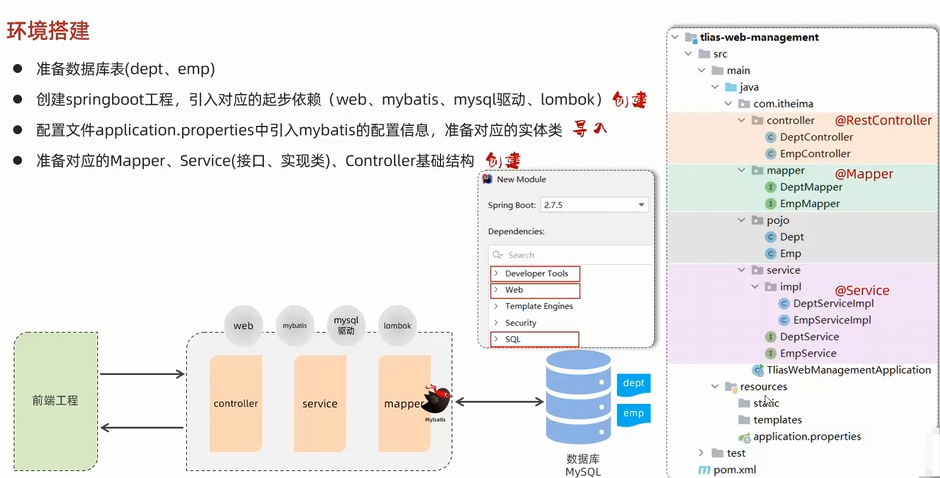 环境搭建
● 准备数据库表(dept、emp)
● 创建springboot工程，引入对应的起步依赖（web、mybatis、mysql驱动、lombok）创建
● 配置文件application.properties中引入mybatis的配置信息，准备对应的实体类 导入
● 准备对应的Mapper、Service(接口、实现类)、Controller基础结构 创建
New Module
Spring Boot: 2.7.5
Dependencies:
Search
Developer Tools
Web
Template Engines
Security
SQL
web
mybatis
mysql
驱动
lombok
前端工程
controller
service
mapper
Mybatis
dept
emp
数据库
MySQL
tlias-web-management
src
main
java
com.itheima
controller @RestController
DeptController
EmpController
mapper @Mapper
DeptMapper
EmpMapper
pojo
Dept
Emp
service
impl @Service
DeptServiceImpl
EmpServiceImpl
DeptService
EmpService
TliasWebManagementApplication
resources
static
templates
application.properties
test
pom.xml